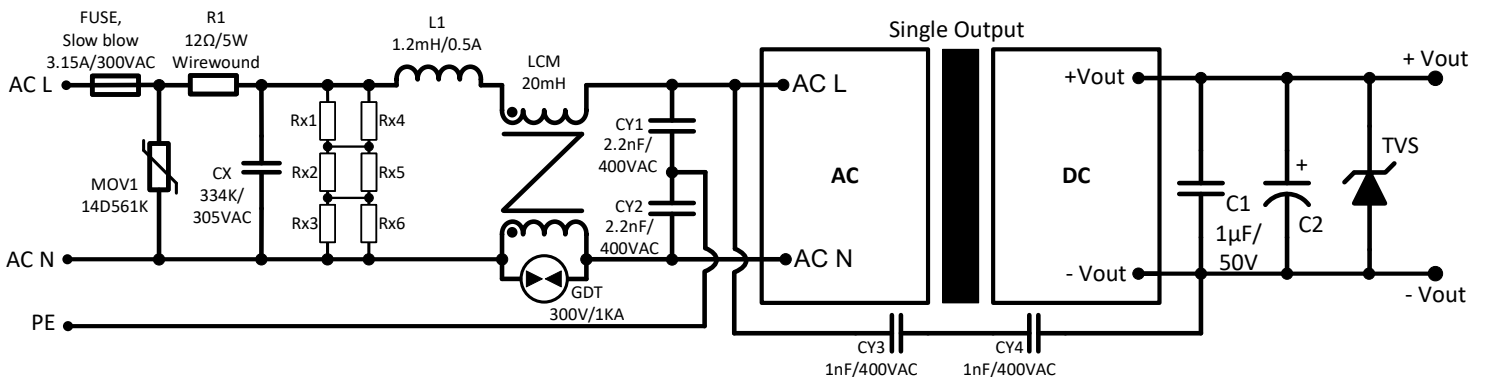 Single Output
FUSE,
Slow blow
3.15A/300VAC
R1
12Ω/5W
Wirewound
L1
1.2mH/0.5A
LCM
20mH
AC L
MOV1
14D561K
CX
334K/
305VAC
Rx1
Rx2
Rx3
Rx4
Rx5
Rx6
CY1
2.2nF/
400VAC
CY2
2.2nF/
400VAC
GDT
300V/1KA
AC N
PE
AC L
AC
AC N
+Vout
DC
- Vout
C1
1μF/
50V
+
C2
TVS
+ Vout
- Vout
CY3
1nF/400VAC
CY4
1nF/400VAC